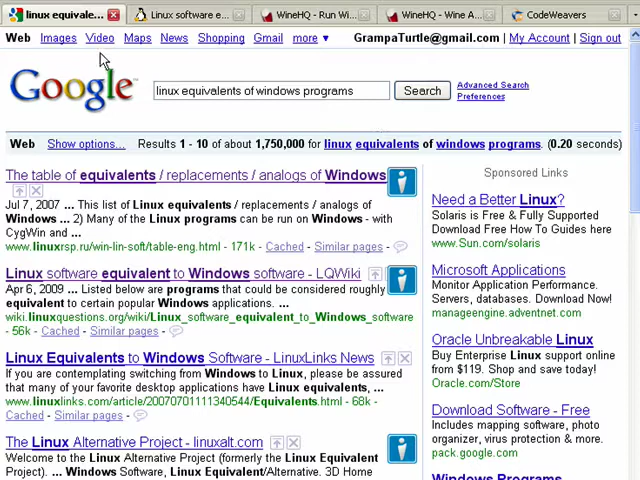 linux equivale...
Linux software e...
WineHQ - Run Wi...
WineHQ - Wine A...
CodeWeavers
Web Images Video Maps News Shopping Gmail more ▼ GrampaTurtle@gmail.com | My Account | Sign out
Google
linux equivalents of windows programs
Search
Advanced Search
Preferences
Web Show options... Results 1 - 10 of about 1,750,000 for linux equivalents of windows programs. (0.20 seconds)
The table of equivalents / replacements / analogs of Windows
Jul 7, 2007 ... This list of Linux equivalents / replacements / analogs of
Windows ... 2) Many of the Linux programs can be run on Windows - with
CygWin and ...
www.linuxrsp.ru/win-lin-soft/table-eng.html - 171k - Cached - Similar pages -
Linux software equivalent to Windows software - LQWiki
Apr 6, 2009 ... Listed below are programs that could be considered roughly
equivalent to certain popular Windows applications. ...
wiki.linuxquestions.org/wiki/Linux_software_equivalent_to_Windows_software
- 56k - Cached - Similar pages -
Linux Equivalents to Windows Software - LinuxLinks News
If you are contemplating switching from Windows to Linux, please be assured
that many of your favorite desktop applications have Linux equivalents, ...
www.linuxlinks.com/article/20070701111340544/Equivalents.html - 68k -
Cached - Similar pages -
The Linux Alternative Project - linuxalt.com
Welcome to the Linux Alternative Project (formerly the Linux Equivalent
Project). ... Windows Software, Linux Equivalent/Alternative. 3D Home
Sponsored Links
Need a Better Linux?
Solaris is Free & Fully Supported
Download Free How To Guides here
www.Sun.com/solaris
Microsoft Applications
Monitor Application Performance.
Servers, databases. Download Now!
manageengine.adventnet.com
Oracle Unbreakable Linux
Buy Enterprise Linux support online
from $119. Shop and save today!
Oracle.com/Store
Download Software - Free
Includes mapping software, photo
organizer, virus protection & more.
pack.google.com
Windows Programs